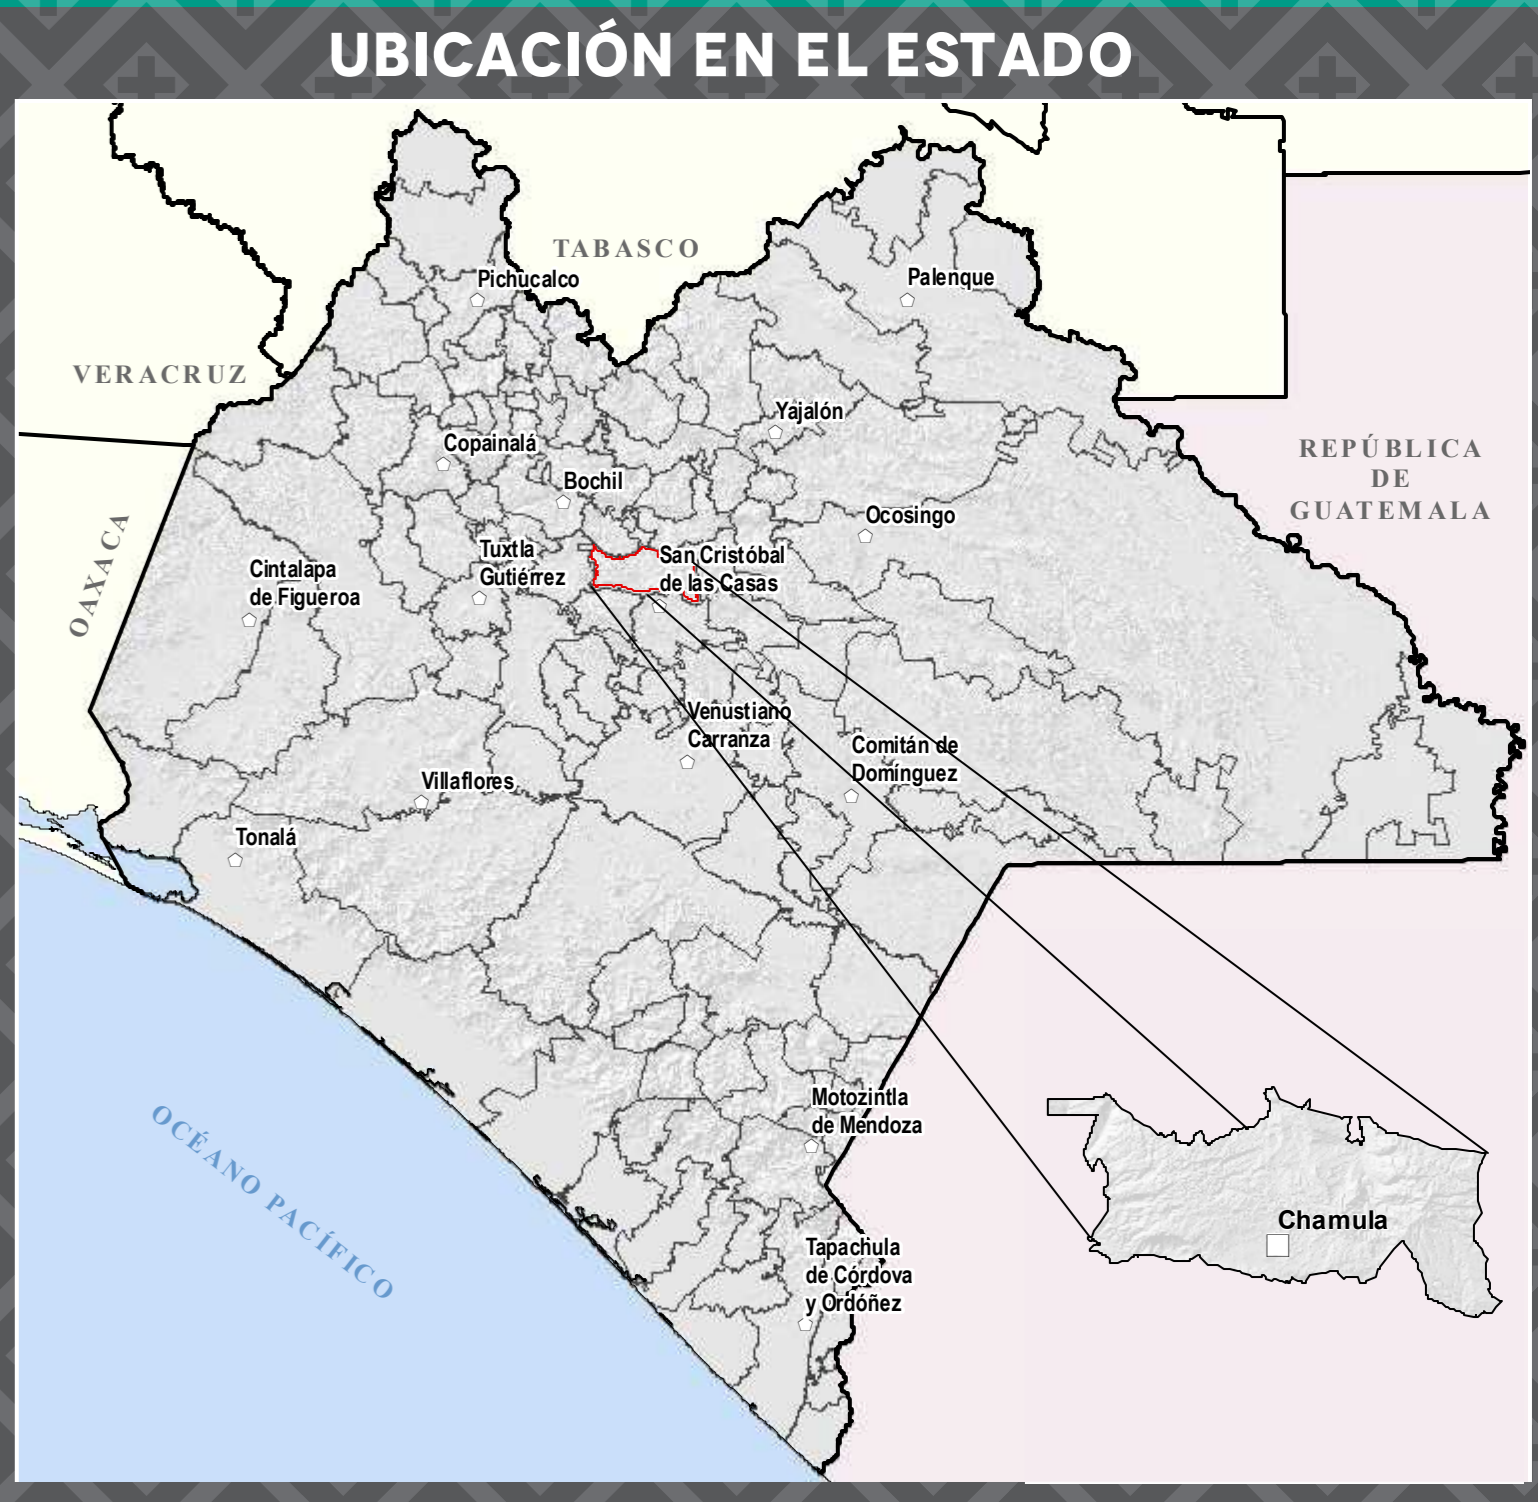 UBICACIÓN EN EL ESTADO
TABASCO
Pichucalco
Palenque
VERACRUZ
Yajalón
Copainalá
REPÚBLICA
DE
GUATEMALA
Bochil
Ocosingo
OAXACA
Tuxtla
Gutiérrez
San Cristóbal
de las Casas
Cintalapa
de Figueroa
Venustiano
Carranza
Comitán de
Domínguez
Villaflores
Tonalá
Motozintla
de Mendoza
OCÉANO PACÍFICO
Chamula
Tapachula
de Córdova
y Ordóñez